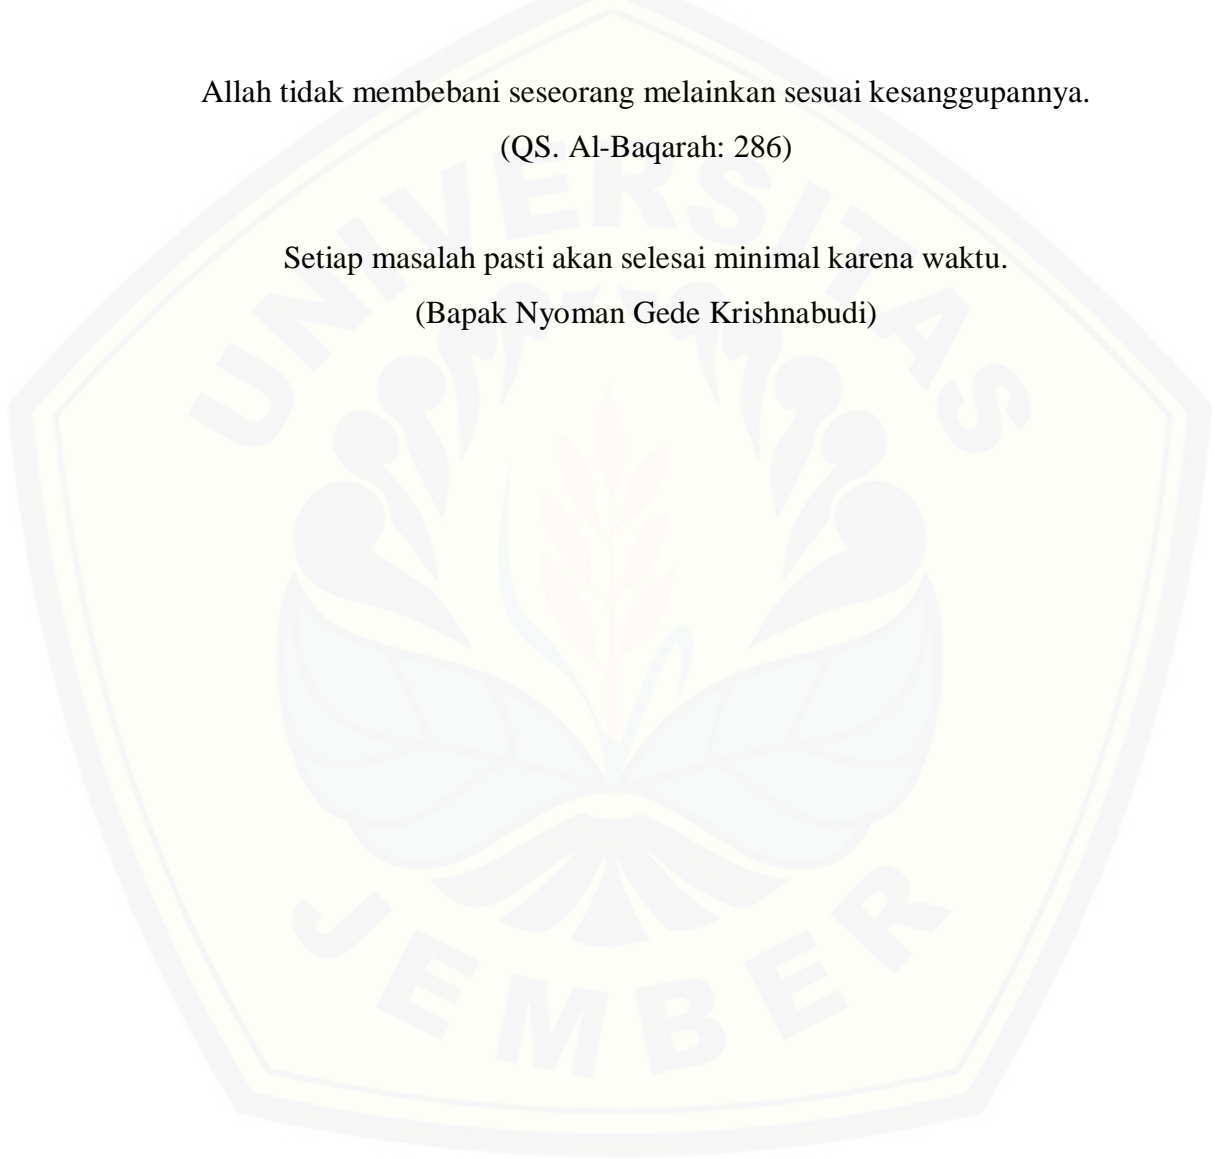 Allah tidak membebani seseorang melainkan sesuai kesanggupannya.
(QS. Al-Baqarah: 286)
Setiap masalah pasti akan selesai minimal karena waktu.
(Bapak Nyoman Gede Krishnabudi)
UNIVERSITAS
JEMBER